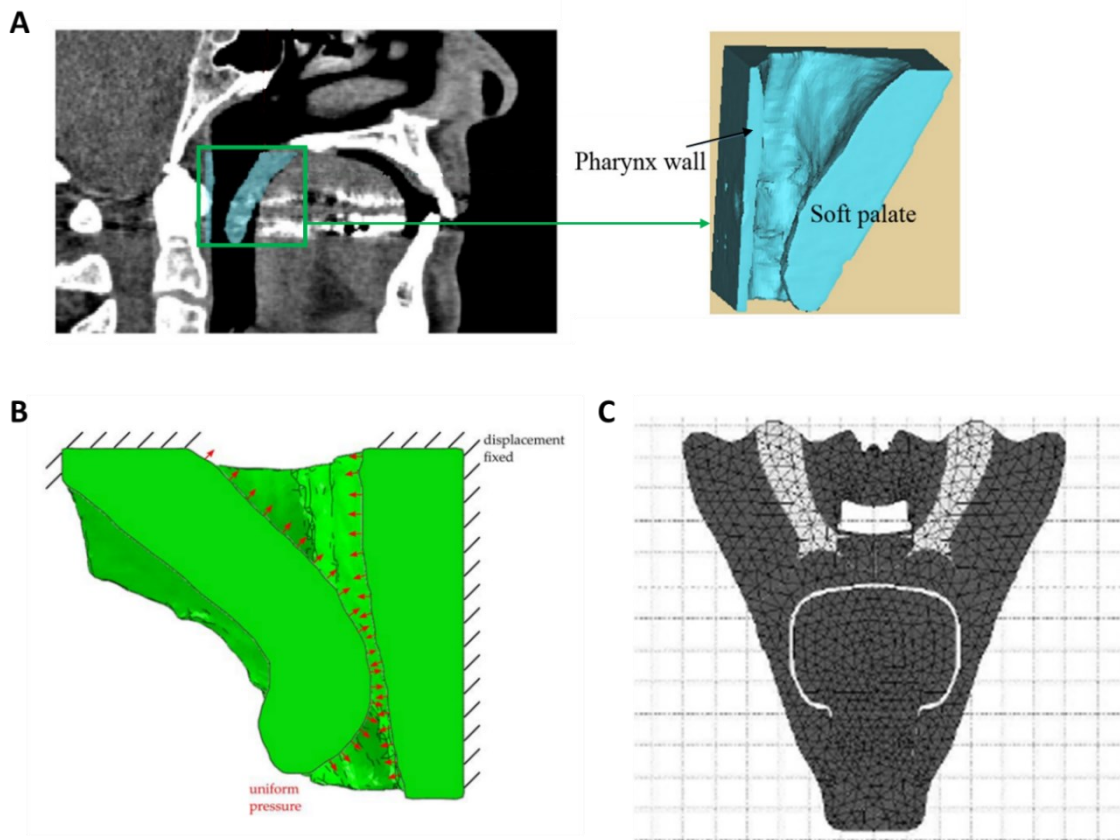 A
Pharynx wall
Soft palate
B
displacement
fixed
uniform
pressure
C